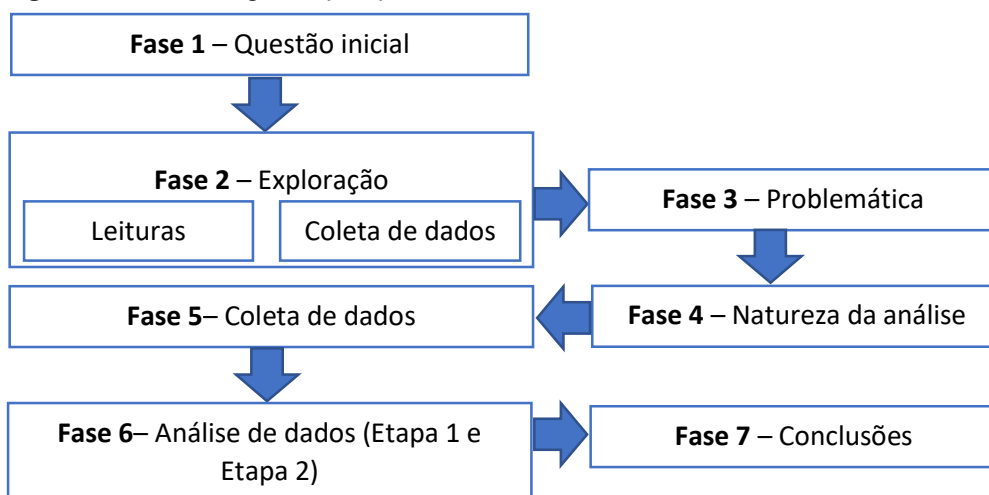 Fase 1 – Questão inicial
Fase 2 – Exploração
Leituras
Coleta de dados
Fase 3 – Problemática
Fase 4 – Natureza da análise
Fase 5– Coleta de dados
Fase 6– Análise de dados (Etapa 1 e
Etapa 2)
Fase 7 – Conclusões